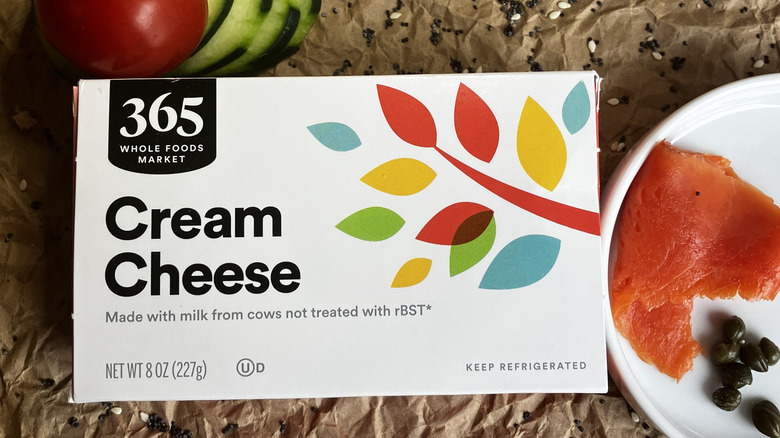 365
WHOLE FOODS
MARKET
Cream
Cheese
Made with milk from cows not treated with rBST*
NET WT 8 OZ (227g)
UD
KEEP REFRIGERATED